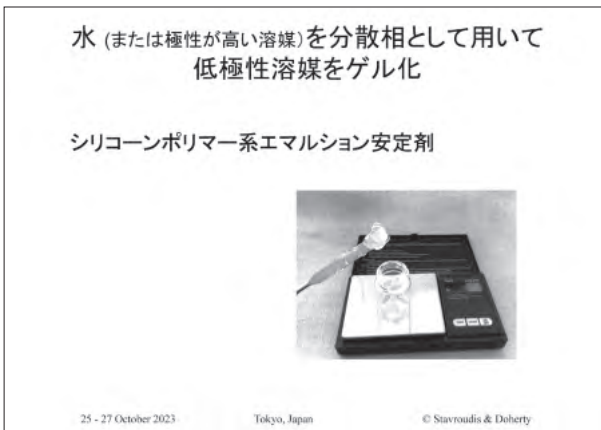 水 (または極性が高い溶媒)を分散相として用いて
低極性溶媒をゲル化
シリコーンポリマー系エマルション安定剤
25 - 27 October 2023 Tokyo, Japan © Stavroudis & Doherty